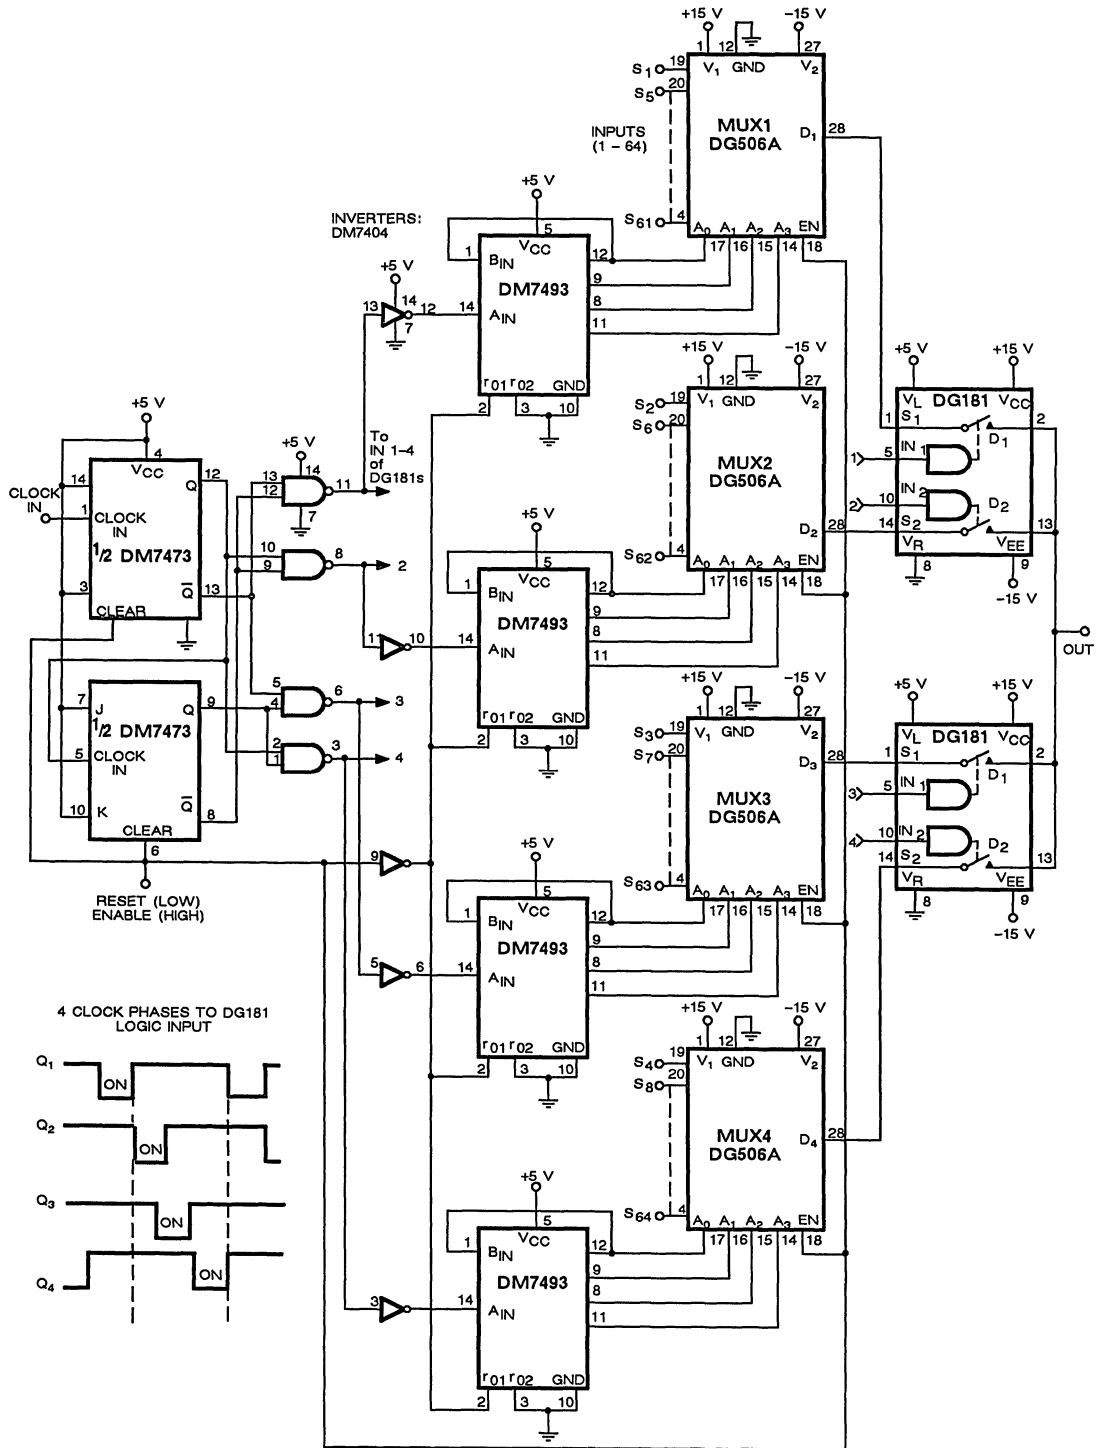 +15 V
-15 V
1
12
27
V1 GND V2
S1 19
S5 20
INPUTS
(1 – 64)
MUX1
DG506A
D1 28
S61 4
A0 A1 A2 A3 EN
17 16 15 14 18
INVERTERS:
DM7404
+5 V
5
VCC
1 BIN 12
DM7493
9
14 AIN 8
11
r01 r02 GND
2 3 10
+5 V
13 14 12
7
+15 V
-15 V
1
12
27
V1 GND V2
S2 19
S6 20
MUX2
DG506A
D2 28
S62 4
A0 A1 A2 A3 EN
17 16 15 14 18
+5 V
+15 V
VL DG181 VCC
1 S1 2
D1
1 5 IN 1
2 10 IN 2
D2
14 S2 13
VR VEE
8 9
-15 V
OUT
+5 V
4
VCC
14 Q 12
CLOCK
IN
1 CLOCK
IN
1/2 DM7473
3 Q 13
CLEAR
7 J Q 9
1/2 DM7473
5 CLOCK
IN
10 K Q 8
CLEAR
6
RESET (LOW)
ENABLE (HIGH)
+5 V
13 14
12 11
7
To
IN 1-4
of
DG181s
10 8 2
9
5 6 3
4
2 3 4
1
11 10
+5 V
5
VCC
1 BIN 12
DM7493
9
14 AIN 8
11
r01 r02 GND
2 3 10
+15 V
-15 V
1
12
27
V1 GND V2
S3 19
S7 20
D3 28
MUX3
DG506A
S63 4
A0 A1 A2 A3 EN
17 16 15 14 18
+5 V
+15 V
VL DG181 VCC
1 S1 2
D1
3 5 IN 1
4 10 IN 2
D2
14 S2 13
VR VEE
8 9
-15 V
9
+5 V
5
VCC
1 BIN 12
DM7493
9
5 6 14 AIN 8
11
r01 r02 GND
2 3 10
+15 V
-15 V
1
12
27
V1 GND V2
S4 19
S8 20
MUX4
DG506A
D4 28
S64 4
A0 A1 A2 A3 EN
17 16 15 14 18
+5 V
5
VCC
1 BIN 12
DM7493
9
3 14 AIN 8
11
r01 r02 GND
2 3 10
4 CLOCK PHASES TO DG181
LOGIC INPUT
Q1 ON
Q2 ON
Q3 ON
Q4 ON